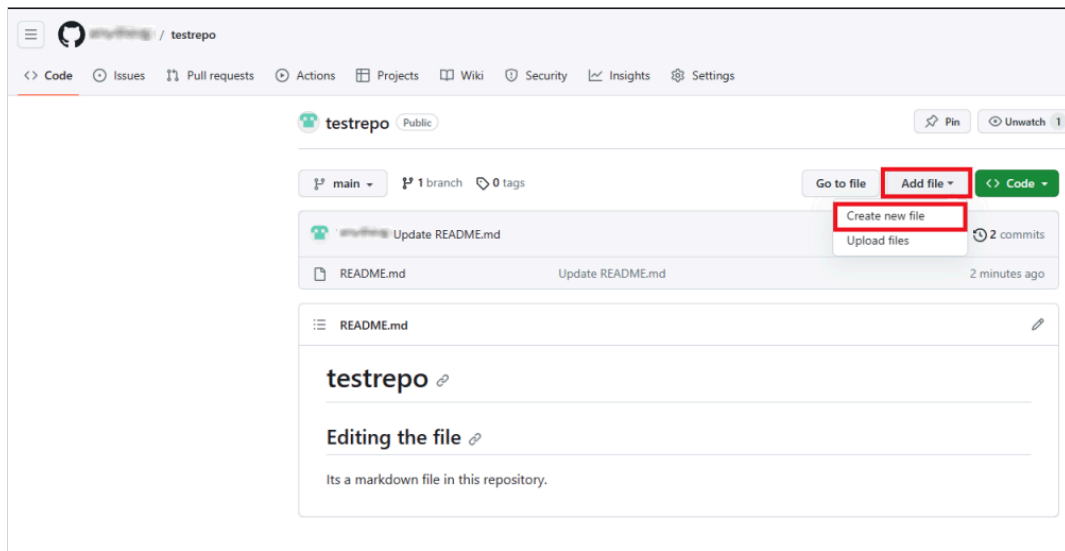 / testrepo
Code Issues Pull requests Actions Projects Wiki Security Insights Settings
testrepo Public Pin Unwatch 1
main 1 branch 0 tags Go to file Add file Code
Create new file
Upload files
Update README.md 2 commits
README.md Update README.md 2 minutes ago
README.md
testrepo
Editing the file
Its a markdown file in this repository.